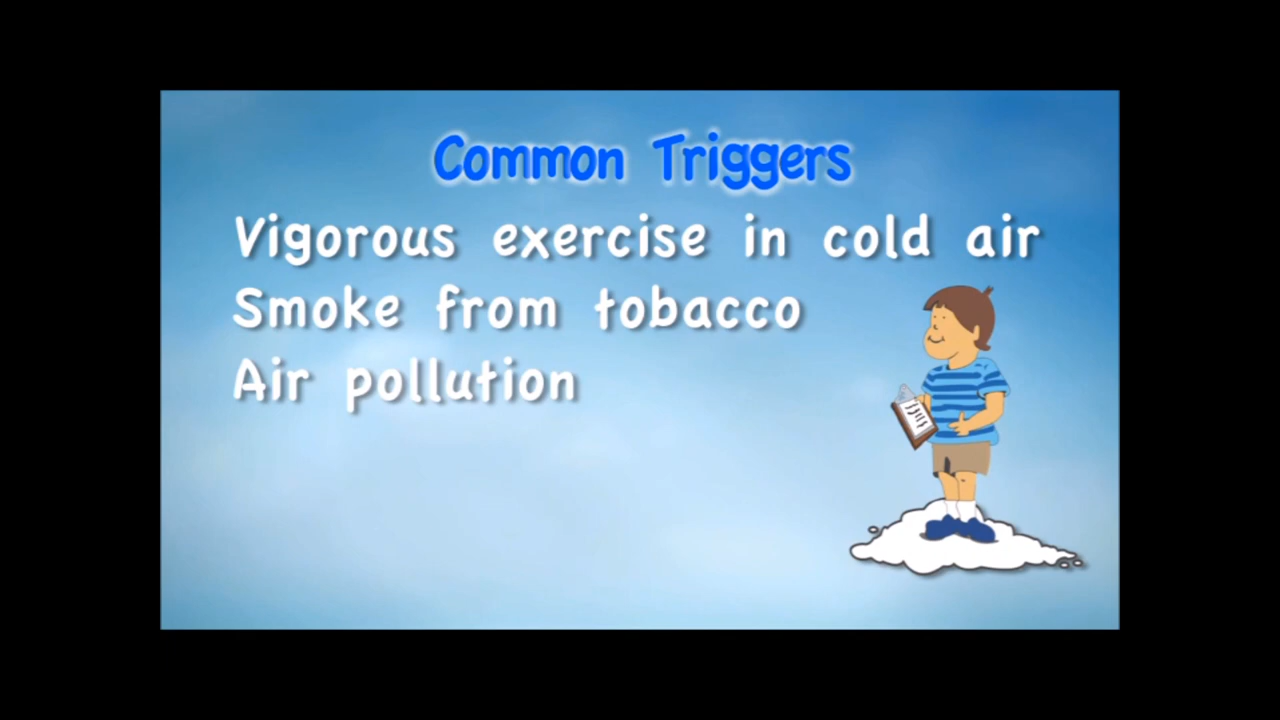 Common Triggers
Vigorous exercise in cold air
Smoke from tobacco
Air pollution